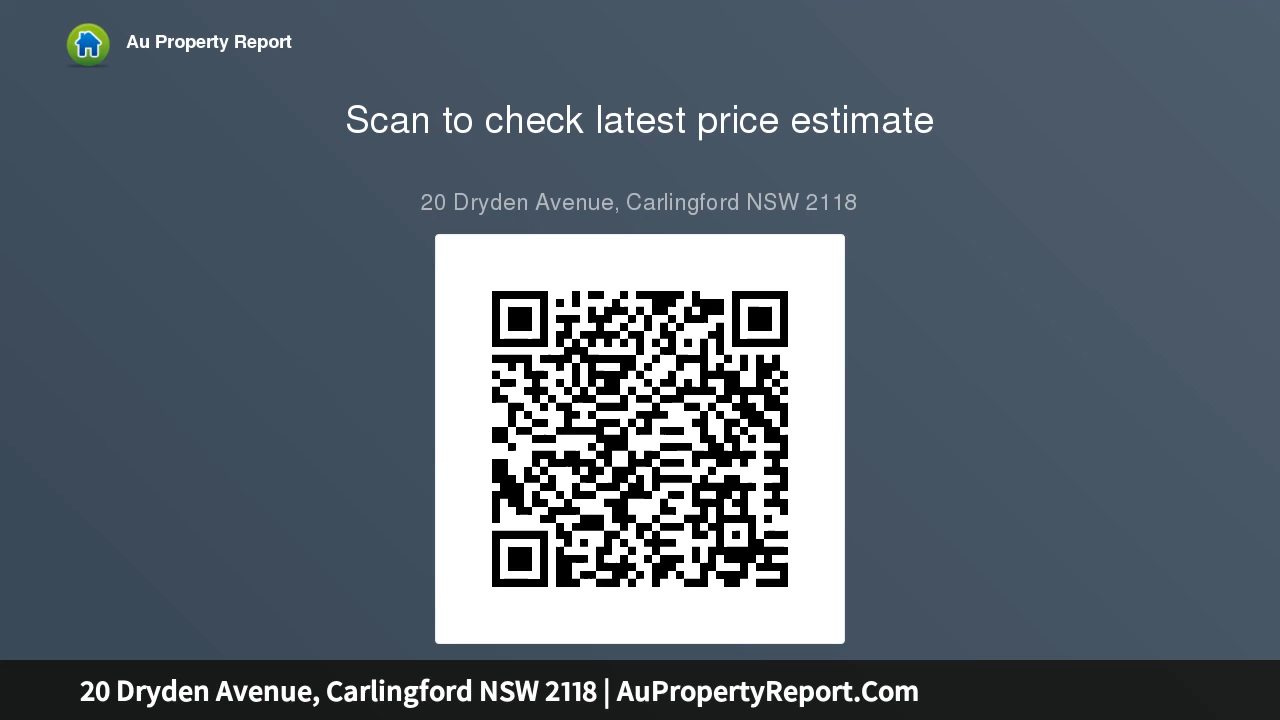 Au Property Report
Scan to check latest price estimate
20 Dryden Avenue, Carlingford NSW 2118
20 Dryden Avenue, Carlingford NSW 2118 | AuPropertyReport.Com